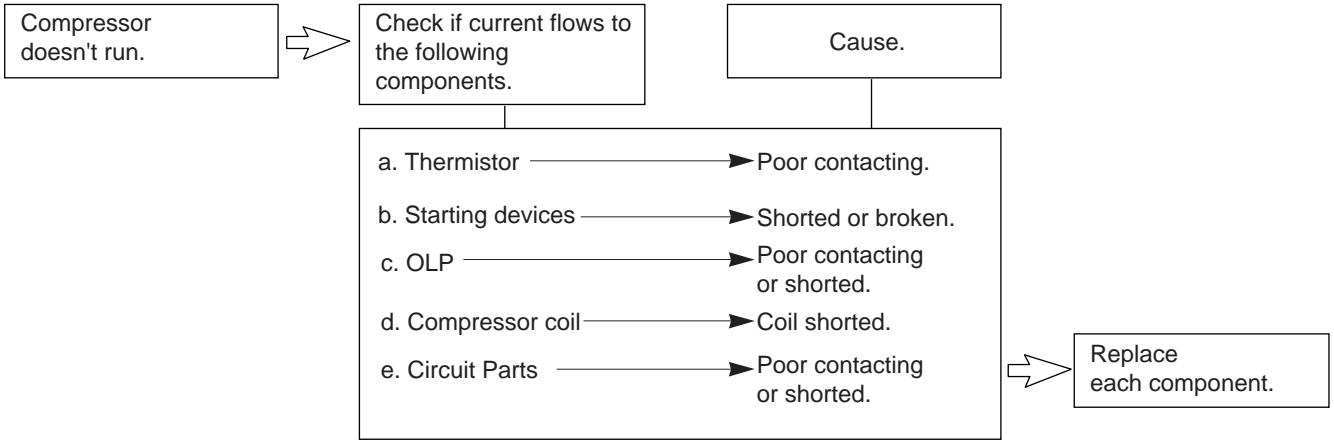 Compressor
doesn't run.
Check if current flows to
the following
components.
Cause.
a. Thermistor
Poor contacting.
b. Starting devices
Shorted or broken.
c. OLP
Poor contacting
or shorted.
d. Compressor coil
Coil shorted.
e. Circuit Parts
Poor contacting
or shorted.
Replace
each component.